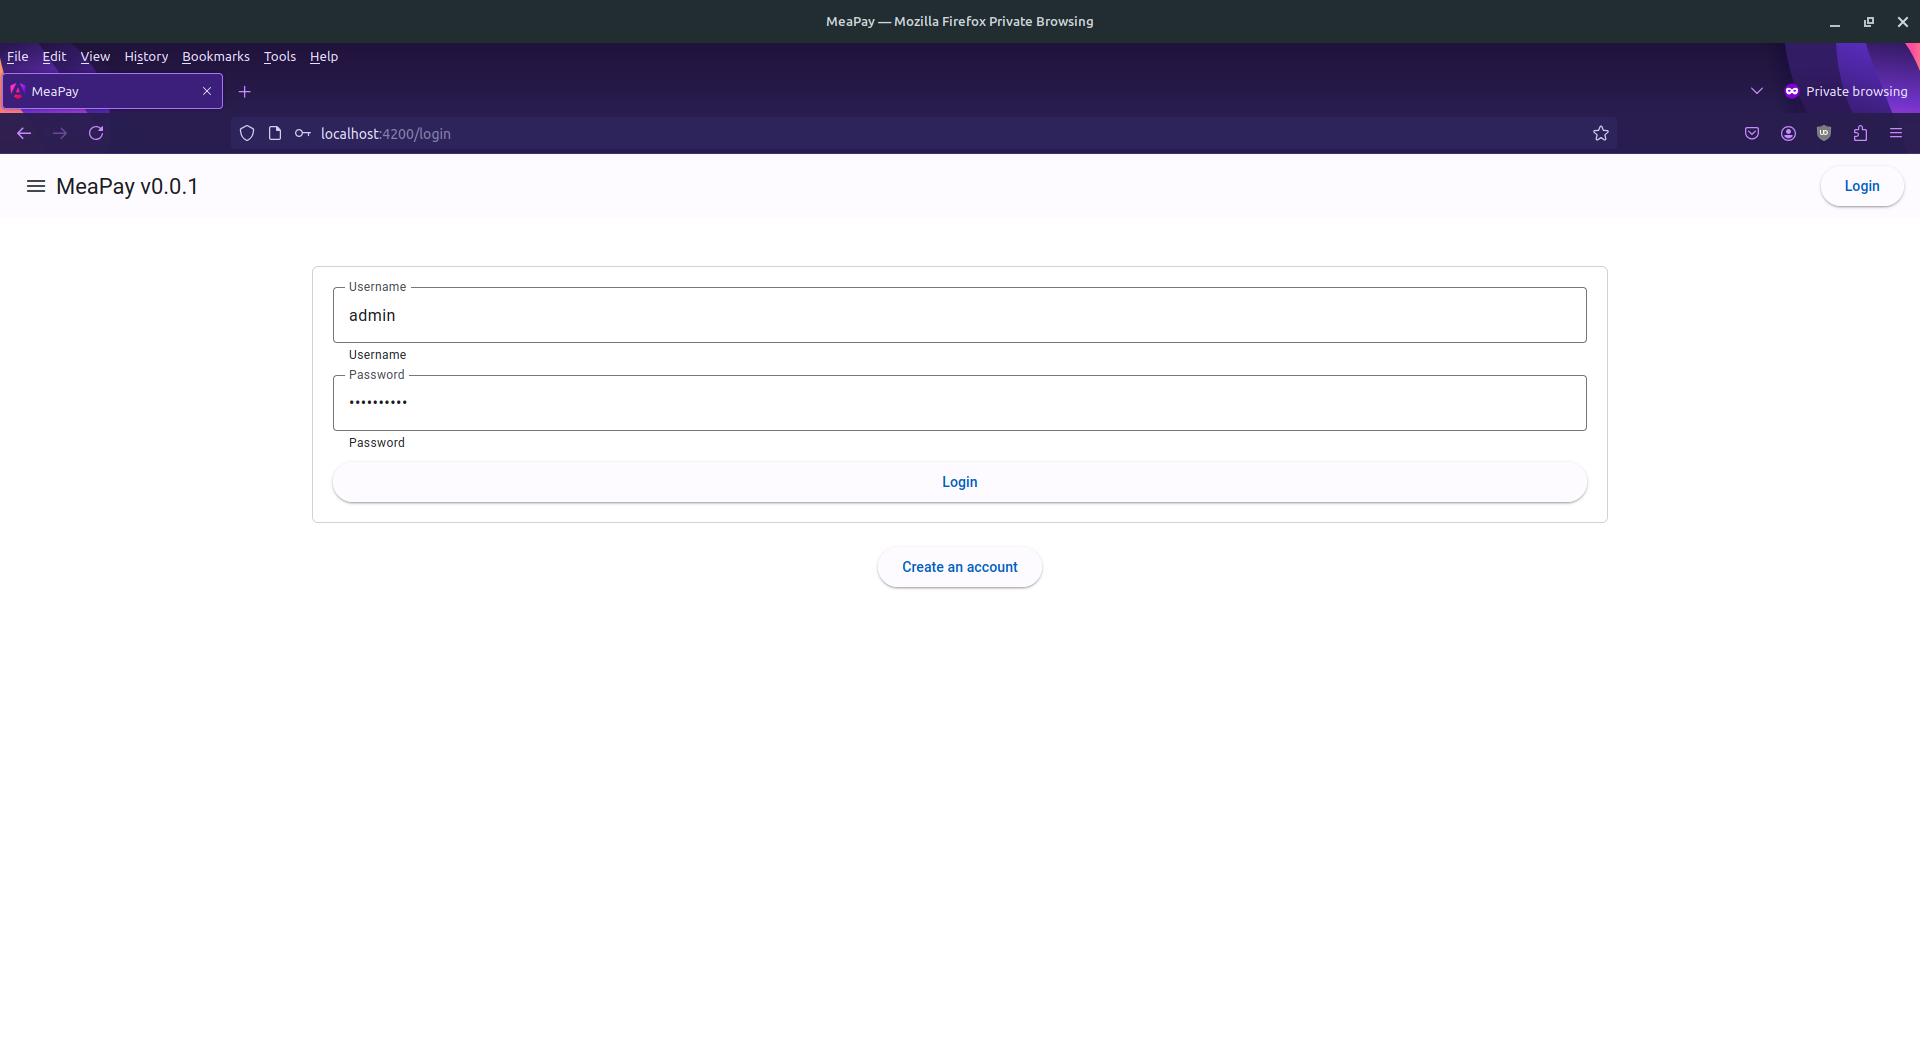 MeaPay — Mozilla Firefox Private Browsing
File Edit View History Bookmarks Tools Help
MeaPay
Private browsing
localhost:4200/login
MeaPay v0.0.1
Login
Username
admin
Username
Password
••••••••••
Password
Login
Create an account